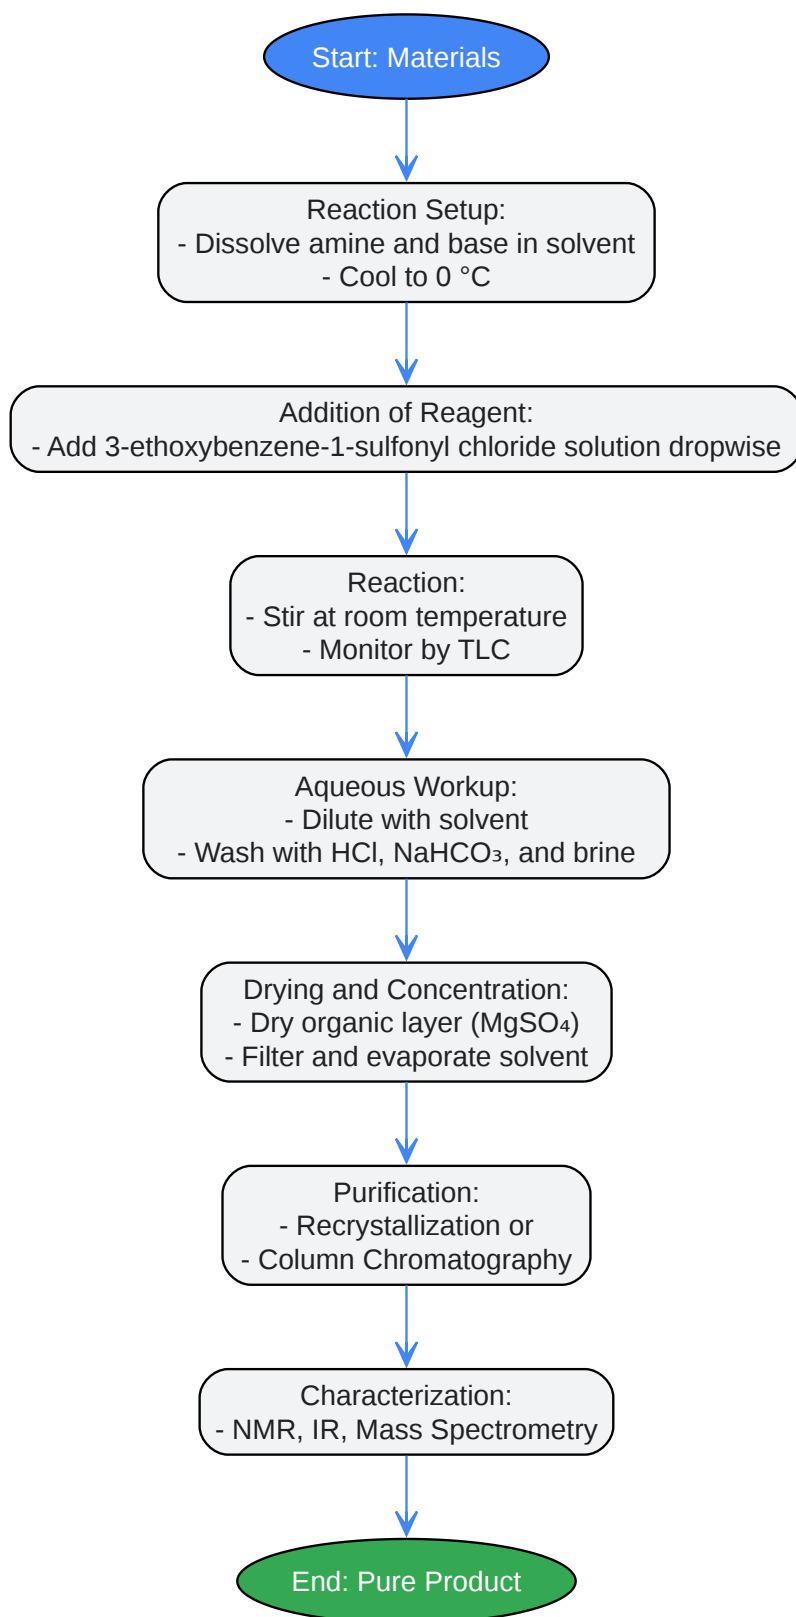 Start: Materials
Reaction Setup:
- Dissolve amine and base in solvent
- Cool to 0 °C
Addition of Reagent:
- Add 3-ethoxybenzene-1-sulfonyl chloride solution dropwise
Reaction:
- Stir at room temperature
- Monitor by TLC
Aqueous Workup:
- Dilute with solvent
- Wash with HCl, NaHCO₃, and brine
Drying and Concentration:
- Dry organic layer (MgSO₄)
- Filter and evaporate solvent
Purification:
- Recrystallization or
- Column Chromatography
Characterization:
- NMR, IR, Mass Spectrometry
End: Pure Product